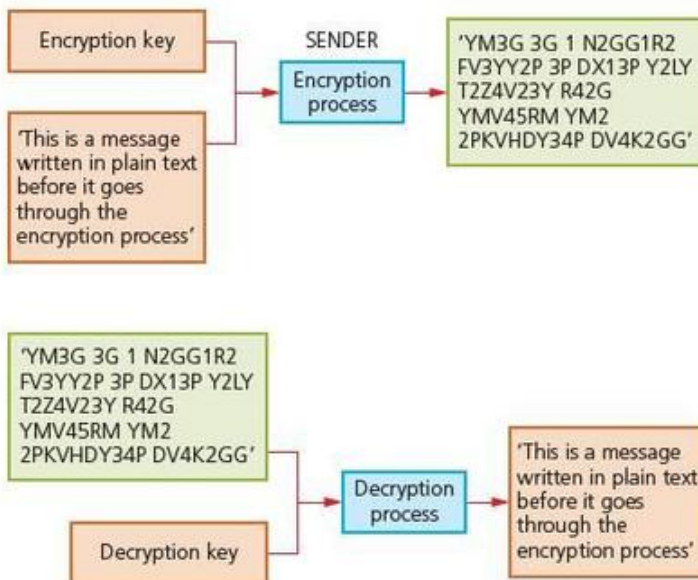 Encryption key
'This is a message
written in plain text
before it goes
through the
encryption process'
SENDER
Encryption
process
'YM3G 3G 1 N2GG1R2
FV3YY2P 3P DX13P Y2LY
T2Z4V23Y R42G
YMV45RM YM2
2PKVHDY34P DV4K2GG'
'YM3G 3G 1 N2GG1R2
FV3YY2P 3P DX13P Y2LY
T2Z4V23Y R42G
YMV45RM YM2
2PKVHDY34P DV4K2GG'
Decryption key
Decryption
process
'This is a message
written in plain text
before it goes
through the
encryption process'